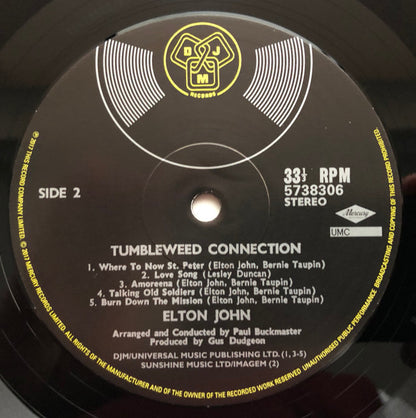 D J M
RECORDS
SIDE 2
33⅓ RPM
5738306
STEREO
Mercury
UMC
TUMBLEWEED CONNECTION
1. Where To Now St. Peter (Elton John, Bernie Taupin)
2. Love Song (Lesley Duncan)
3. Amoreena (Elton John, Bernie Taupin)
4. Talking Old Soldiers (Elton John, Bernie Taupin)
5. Burn Down The Mission (Elton John, Bernie Taupin)
ELTON JOHN
Arranged and Conducted by Paul Buckmaster
Produced by Gus Dudgeon
DJM/UNIVERSAL MUSIC PUBLISHING LTD. (1, 3-5)
SUNSHINE MUSIC LTD/IMAGEM (2)
℗ 2017 THIS RECORD COMPANY LIMITED. © 2017 MERCURY RECORDS LIMITED. ALL RIGHTS OF THE MANUFACTURER AND OF THE OWNER OF THE RECORDED WORK RESERVED. UNAUTHORISED PUBLIC PERFORMANCE, BROADCASTING AND COPYING OF THIS RECORD PROHIBITED.